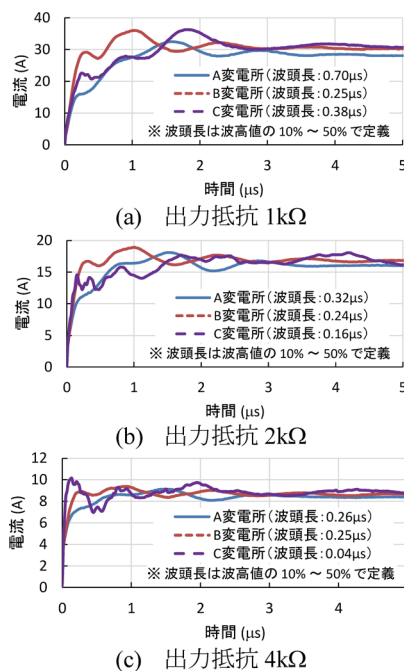 電流 (A)
40
30
20
10
0
A変電所(波頭長:0.70μs)
B変電所(波頭長:0.25μs)
C変電所(波頭長:0.38μs)
※ 波頭長は波高値の 10% ~ 50% で定義
0 1 2 3 4 5
時間 (μs)
(a) 出力抵抗 1kΩ
電流 (A)
20
15
10
5
0
A変電所(波頭長:0.32μs)
B変電所(波頭長:0.24μs)
C変電所(波頭長:0.16μs)
※ 波頭長は波高値の 10% ~ 50% で定義
0 1 2 3 4 5
時間 (μs)
(b) 出力抵抗 2kΩ
電流 (A)
12
10
8
6
4
2
0
A変電所(波頭長:0.26μs)
B変電所(波頭長:0.25μs)
C変電所(波頭長:0.04μs)
※ 波頭長は波高値の 10% ~ 50% で定義
0 1 2 3 4
時間 (μs)
(c) 出力抵抗 4kΩ